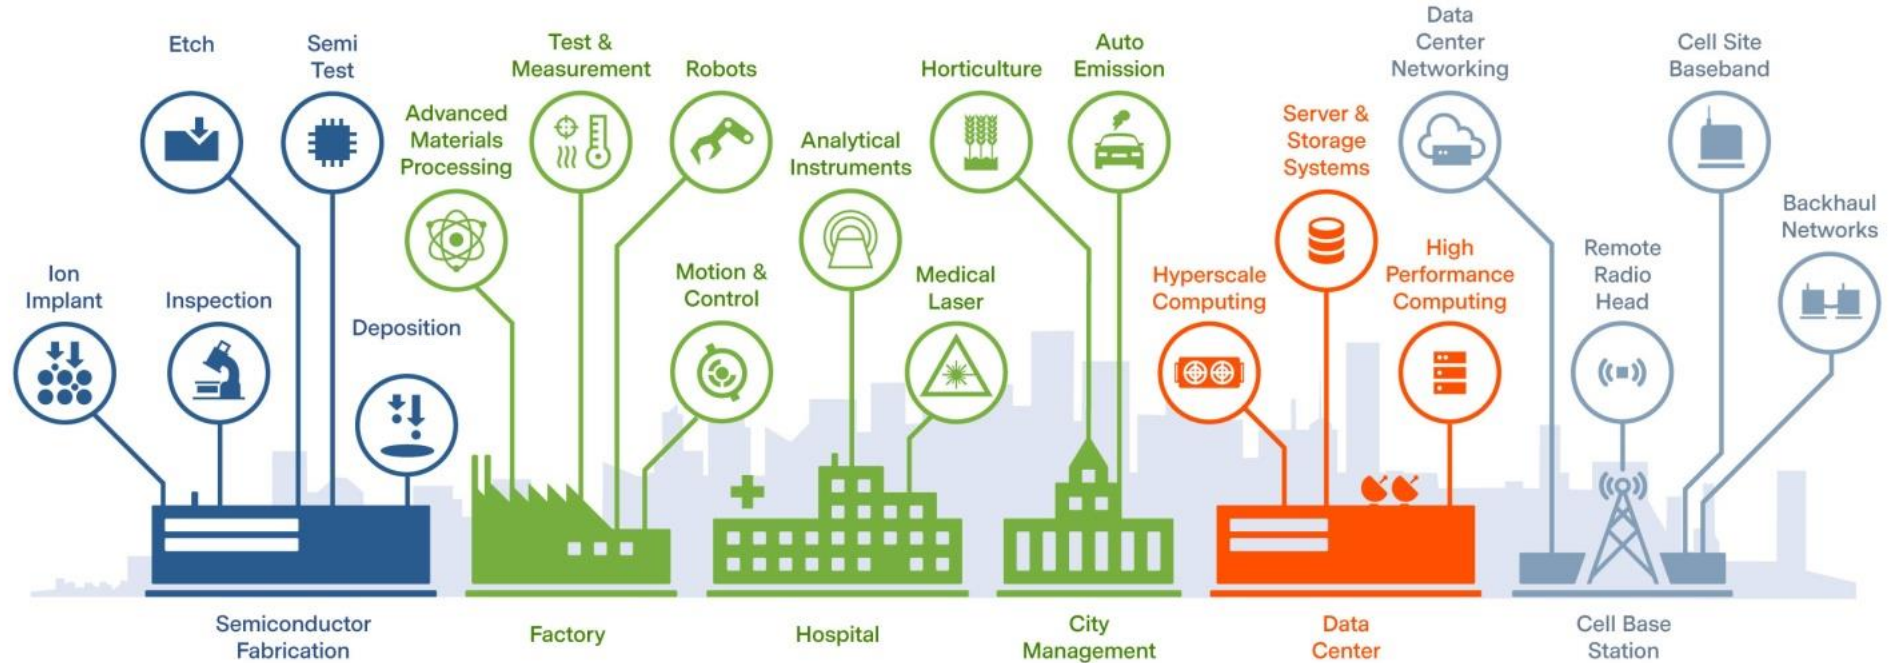 Etch
Semi
Test
Ion
Implant
Inspection
Deposition
Advanced
Materials
Processing
Test &
Measurement
Robots
Motion &
Control
Analytical
Instruments
Medical
Laser
Horticulture
Auto
Emission
Hyperscale
Computing
Server &
Storage
Systems
High
Performance
Computing
Data
Center
Networking
Remote
Radio
Head
Cell Site
Baseband
Backhaul
Networks
Semiconductor
Fabrication
Factory
Hospital
City
Management
Data
Center
Cell Base
Station